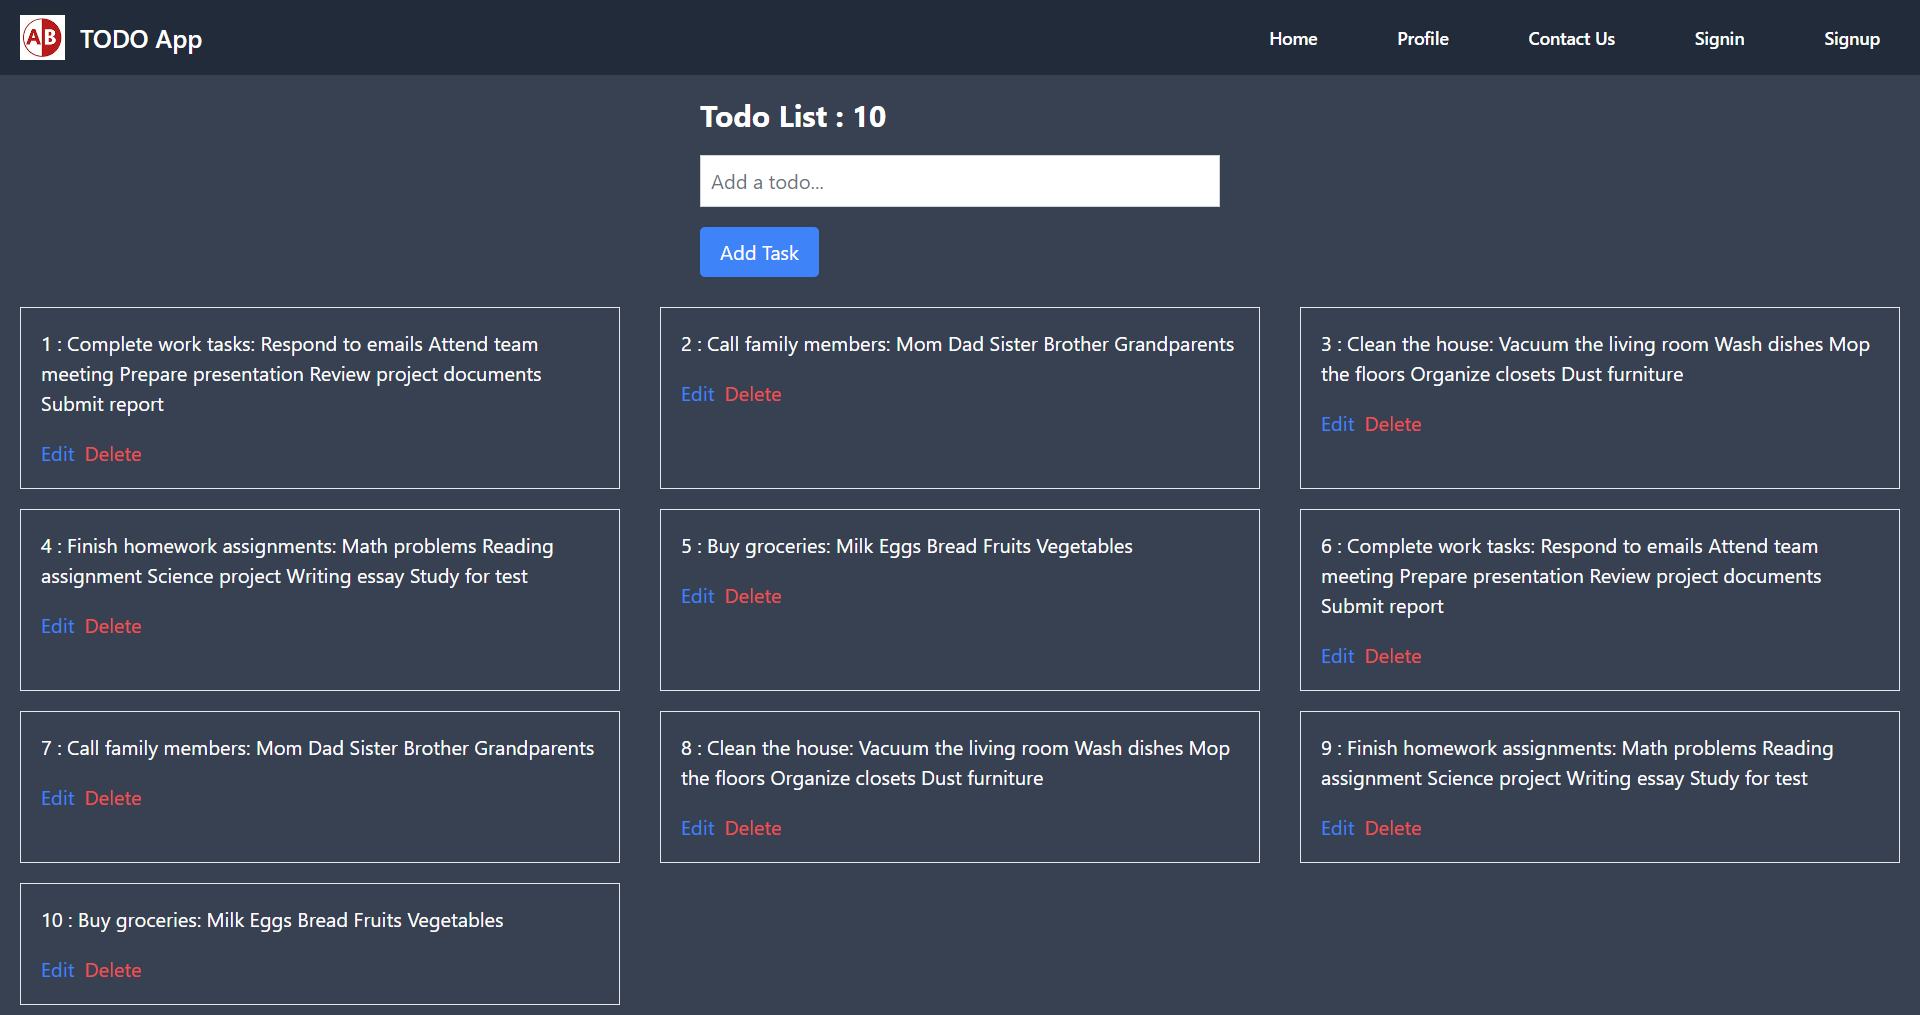 AB TODO App Home Profile Contact Us Signin Signup
Todo List : 10
Add a todo...
Add Task
1 : Complete work tasks: Respond to emails Attend team
meeting Prepare presentation Review project documents
Submit report
Edit Delete
2 : Call family members: Mom Dad Sister Brother Grandparents
Edit Delete
3 : Clean the house: Vacuum the living room Wash dishes Mop
the floors Organize closets Dust furniture
Edit Delete
4 : Finish homework assignments: Math problems Reading
assignment Science project Writing essay Study for test
Edit Delete
5 : Buy groceries: Milk Eggs Bread Fruits Vegetables
Edit Delete
6 : Complete work tasks: Respond to emails Attend team
meeting Prepare presentation Review project documents
Submit report
Edit Delete
7 : Call family members: Mom Dad Sister Brother Grandparents
Edit Delete
8 : Clean the house: Vacuum the living room Wash dishes Mop
the floors Organize closets Dust furniture
Edit Delete
9 : Finish homework assignments: Math problems Reading
assignment Science project Writing essay Study for test
Edit Delete
10 : Buy groceries: Milk Eggs Bread Fruits Vegetables
Edit Delete